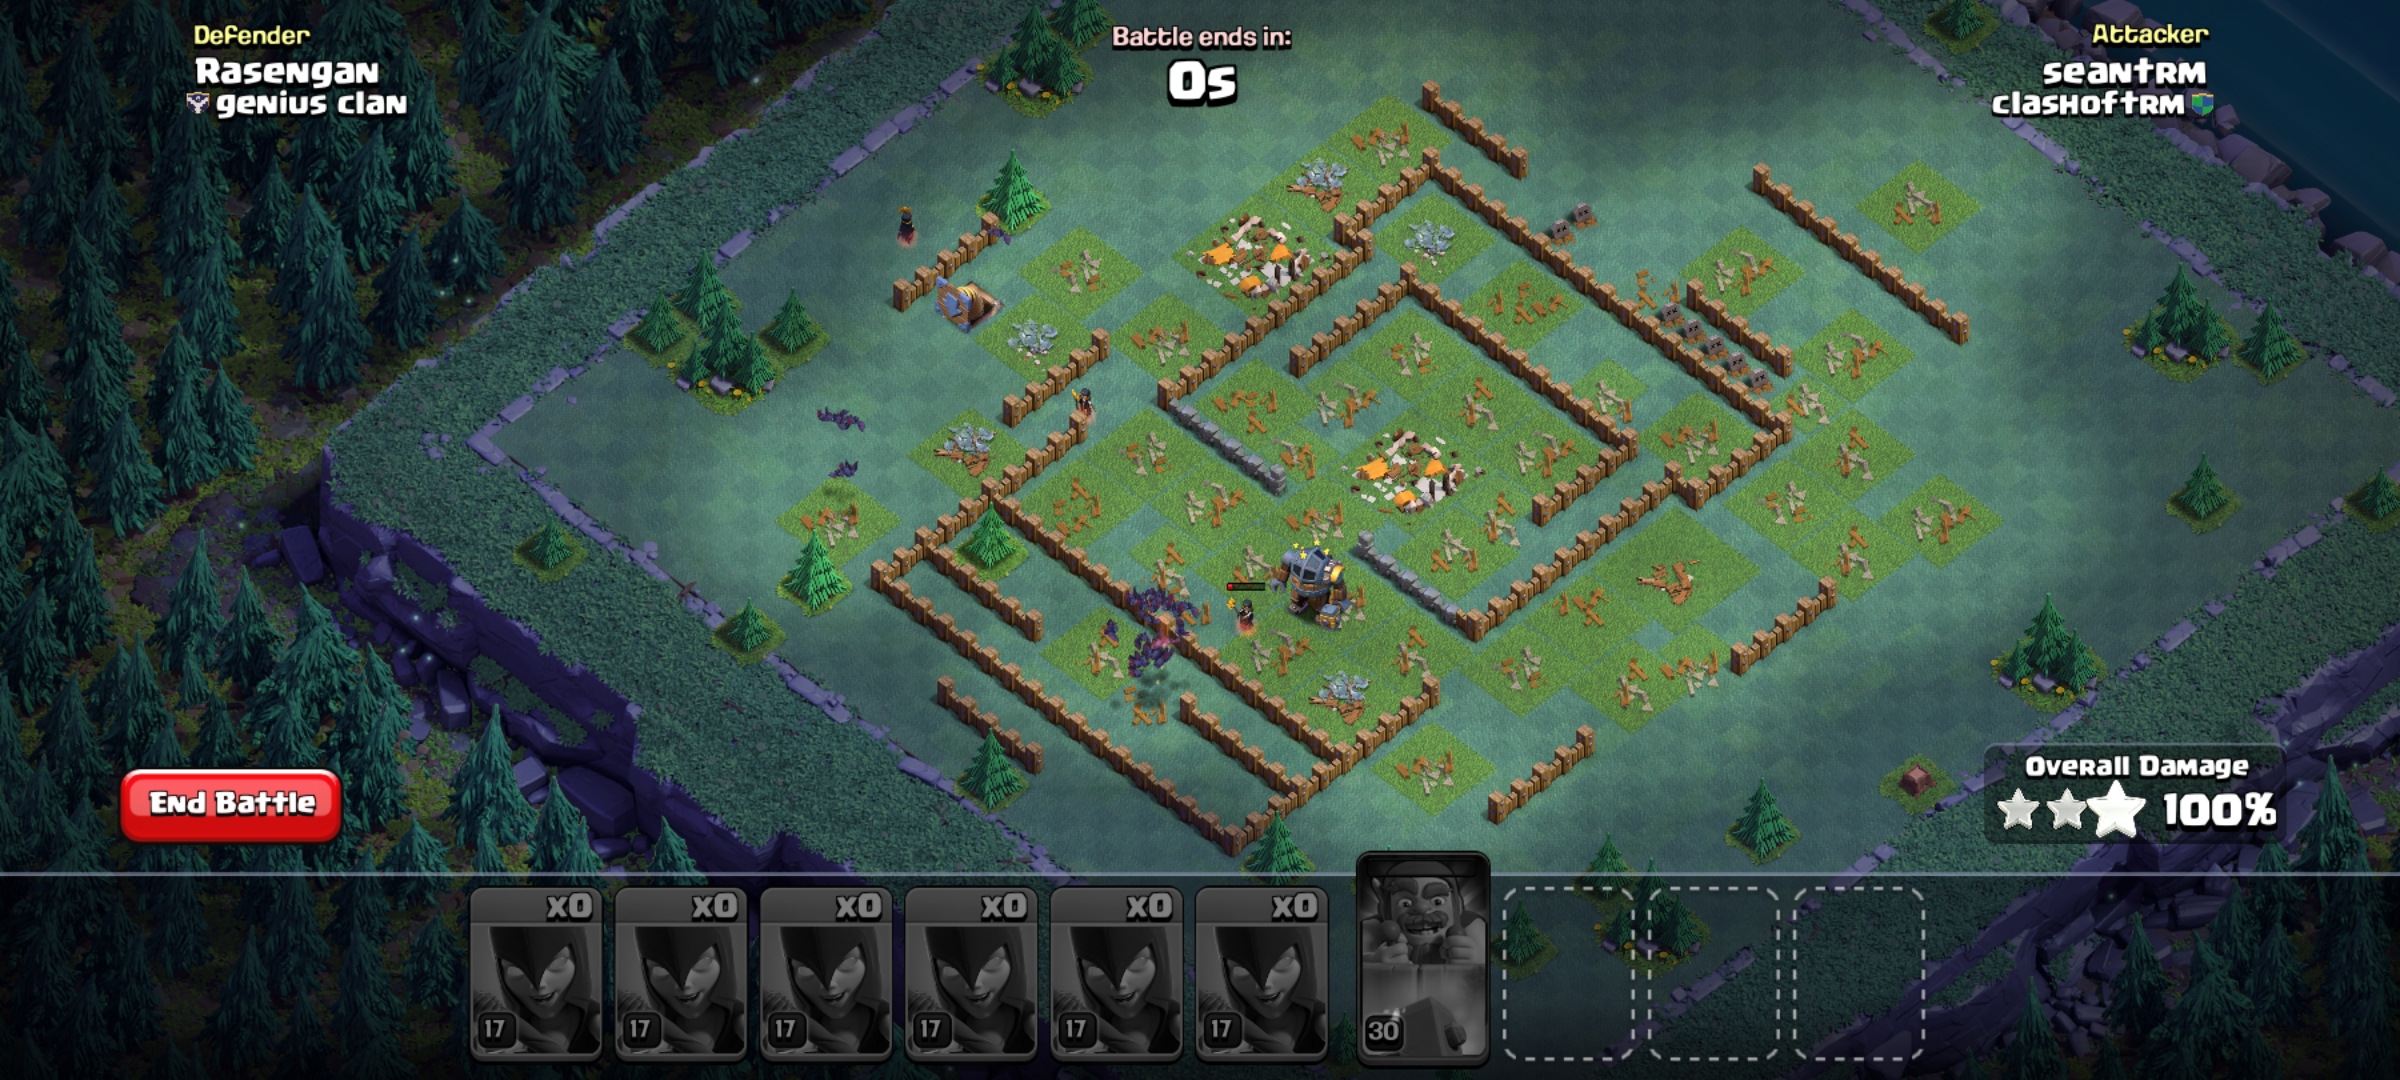 Defender
Rasengan
genius clan
Battle ends in:
0s
Attacker
seantRM
clashoftRM
End Battle
Overall Damage
100%
x0 x0 x0 x0 x0 x0
17 17 17 17 17 17 30